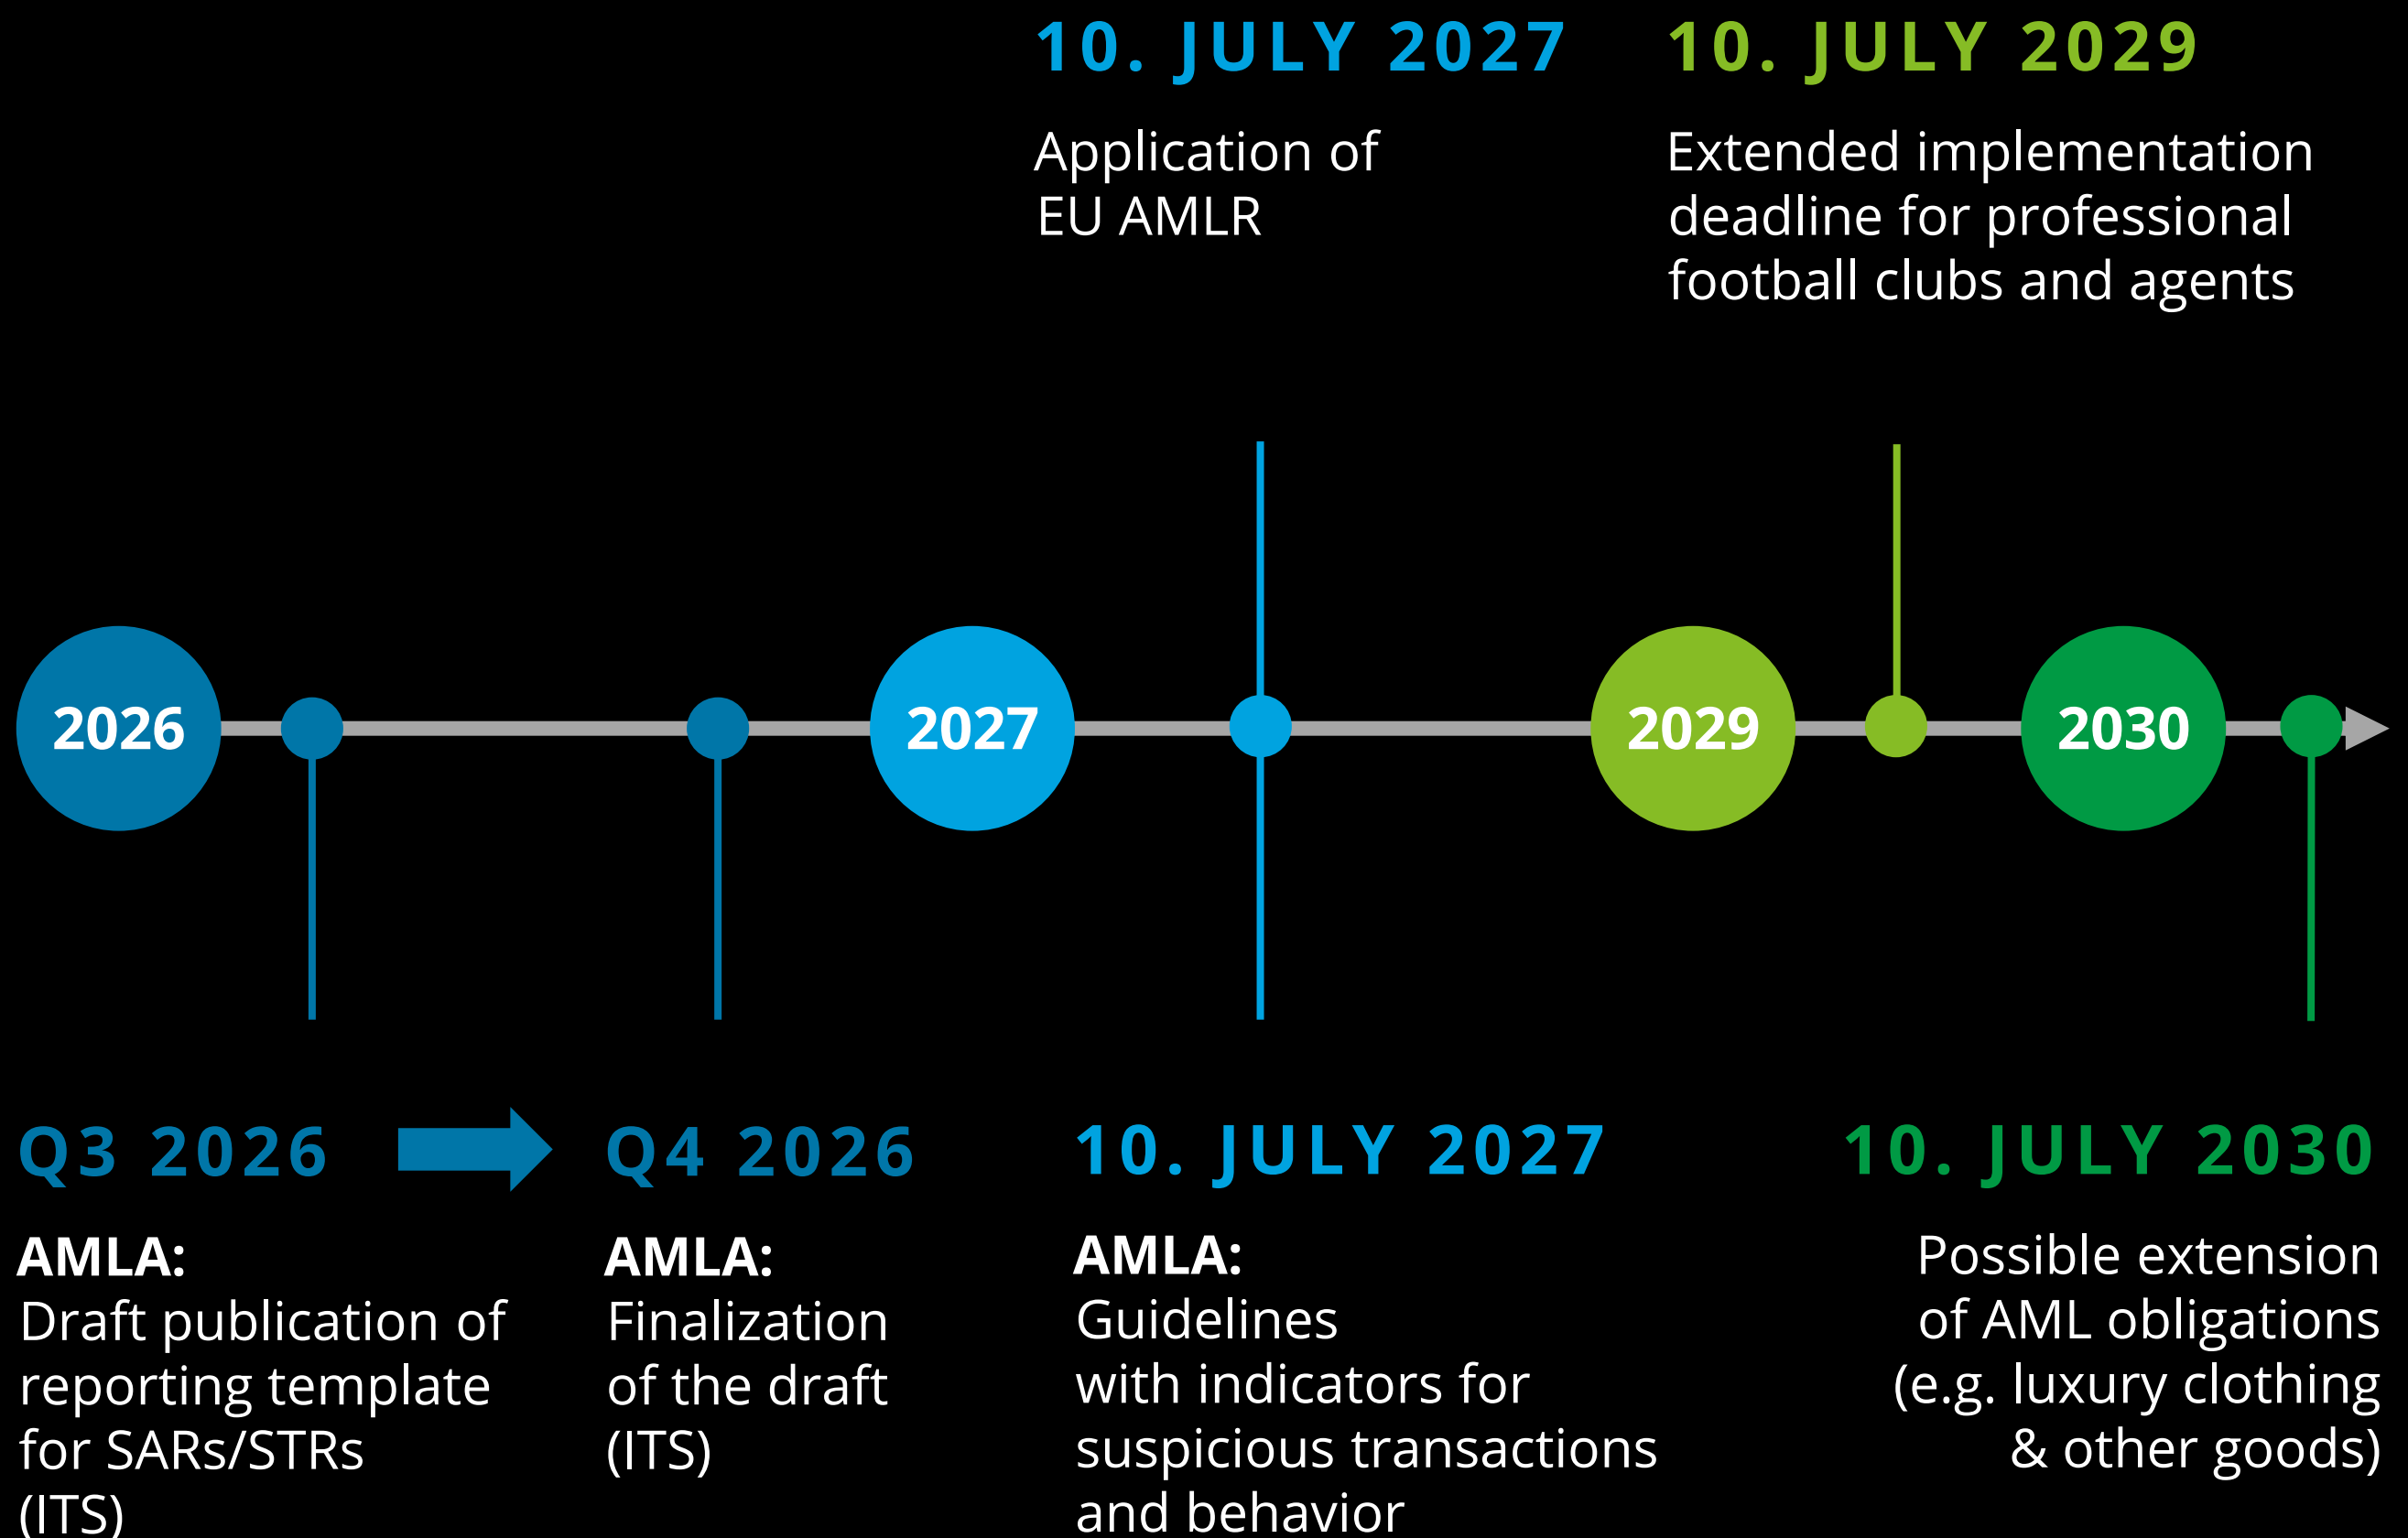 10. JULY 2027
Application of
EU AMLR
10. JULY 2029
Extended implementation
deadline for professional
football clubs and agents
2026
2027
2029
2030
Q3 2026
AMLA:
Draft publication of
reporting template
for SARs/STRs
(ITS)
Q4 2026
AMLA:
Finalization
of the draft
(ITS)
10. JULY 2027
AMLA:
Guidelines
with indicators for
suspicious transactions
and behavior
10. JULY 2030
Possible extension
of AML obligations
(e.g. luxury clothing
& other goods)